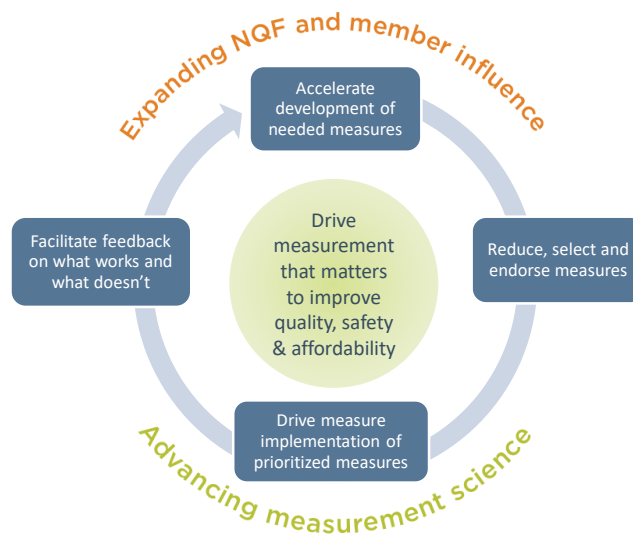 Expanding NQF and member influence
Accelerate
development of
needed measures
Reduce, select and
endorse measures
Drive measure
implementation of
prioritized measures
Facilitate feedback
on what works and
what doesn’t
Drive
measurement
that matters
to improve
quality, safety
& affordability
Advancing measurement science